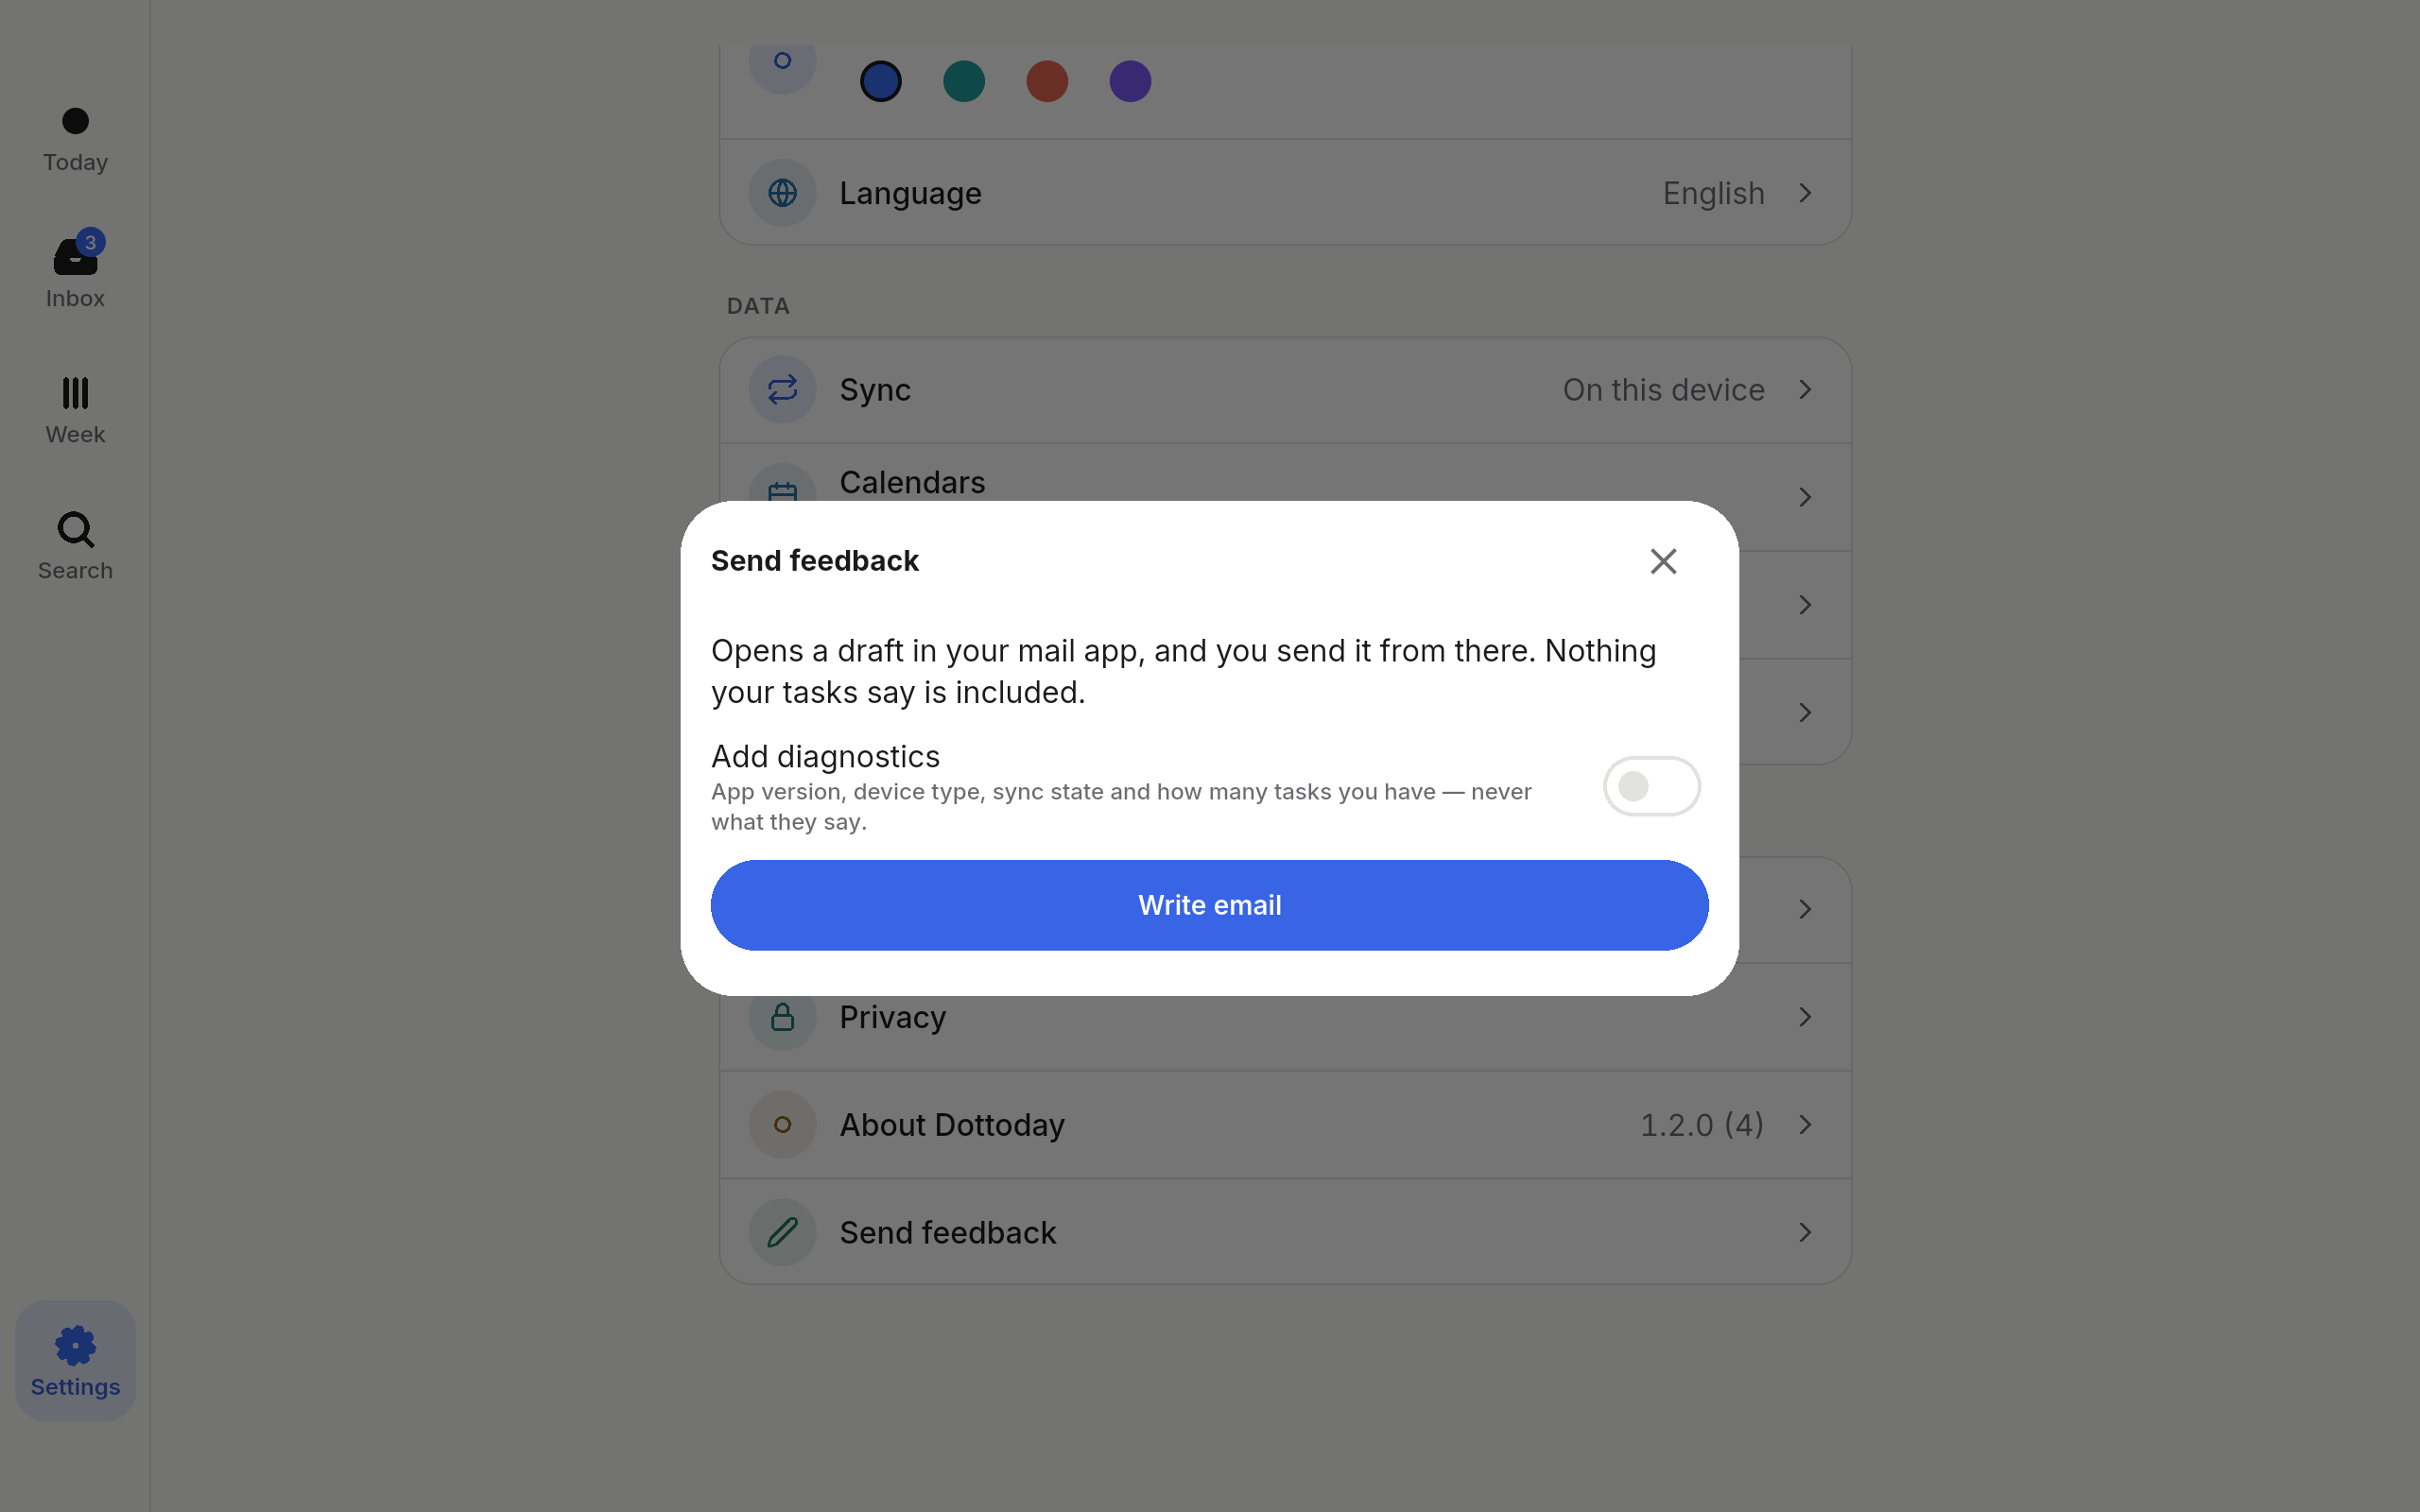 Today
3
Inbox
Week
Search
Settings
Language
English
DATA
Sync
On this device
Calendars
Send feedback
Opens a draft in your mail app, and you send it from there. Nothing
your tasks say is included.
Add diagnostics
App version, device type, sync state and how many tasks you have — never
what they say.
Write email
Privacy
About Dottoday
1.2.0 (4)
Send feedback